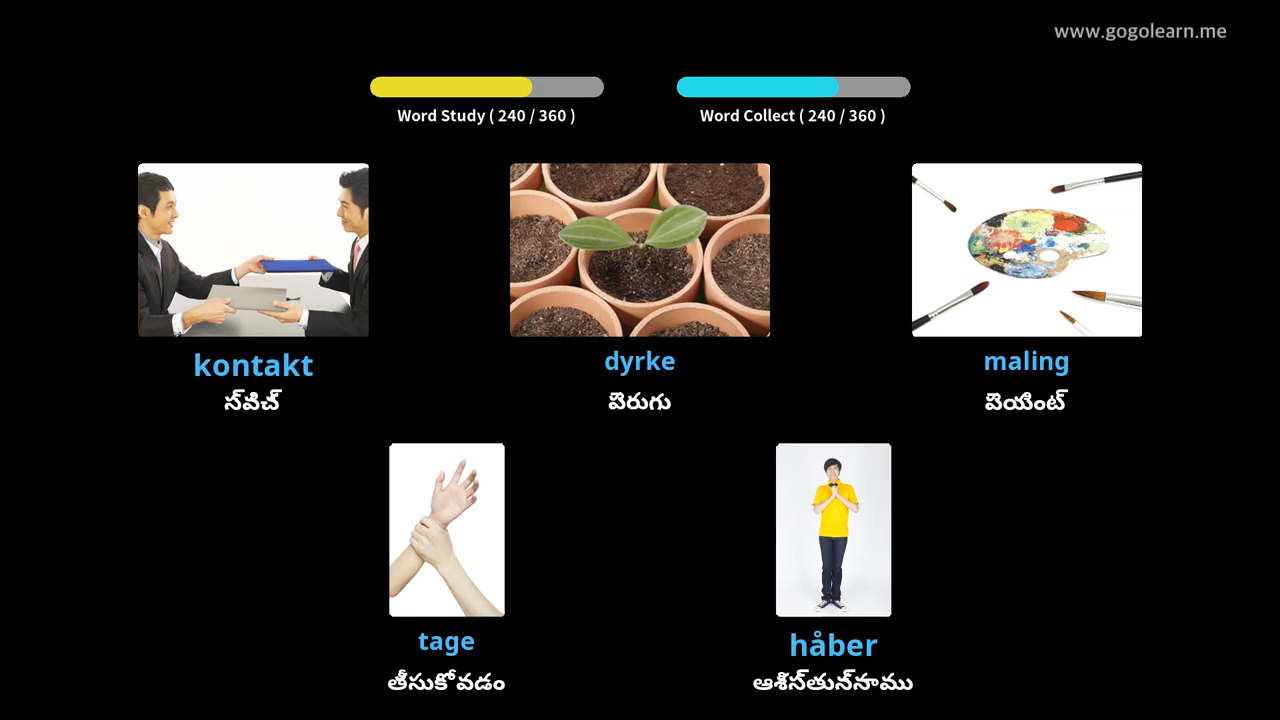 www.gogolearn.me
Word Study ( 240 / 360 )
Word Collect ( 240 / 360 )
kontakt
స్విచ్
dyrke
పెరుగు
maling
పెయింట్
tage
తీసుకోవడం
håber
ఆశిస్తున్నాము